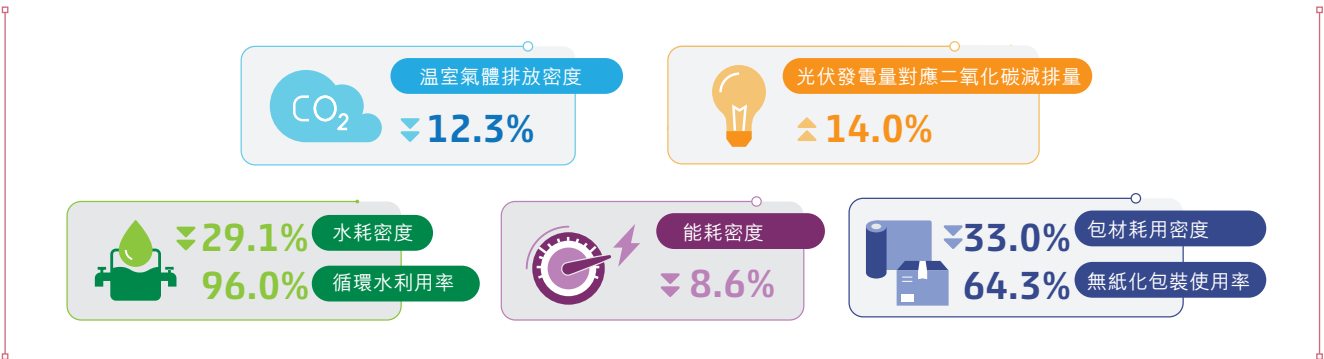 CO2
温室氣體排放密度
12.3%
光伏發電量對應二氧化碳減排量
14.0%
29.1% 水耗密度
96.0% 循環水利用率
能耗密度
8.6%
33.0% 包材耗用密度
64.3% 無紙化包裝使用率